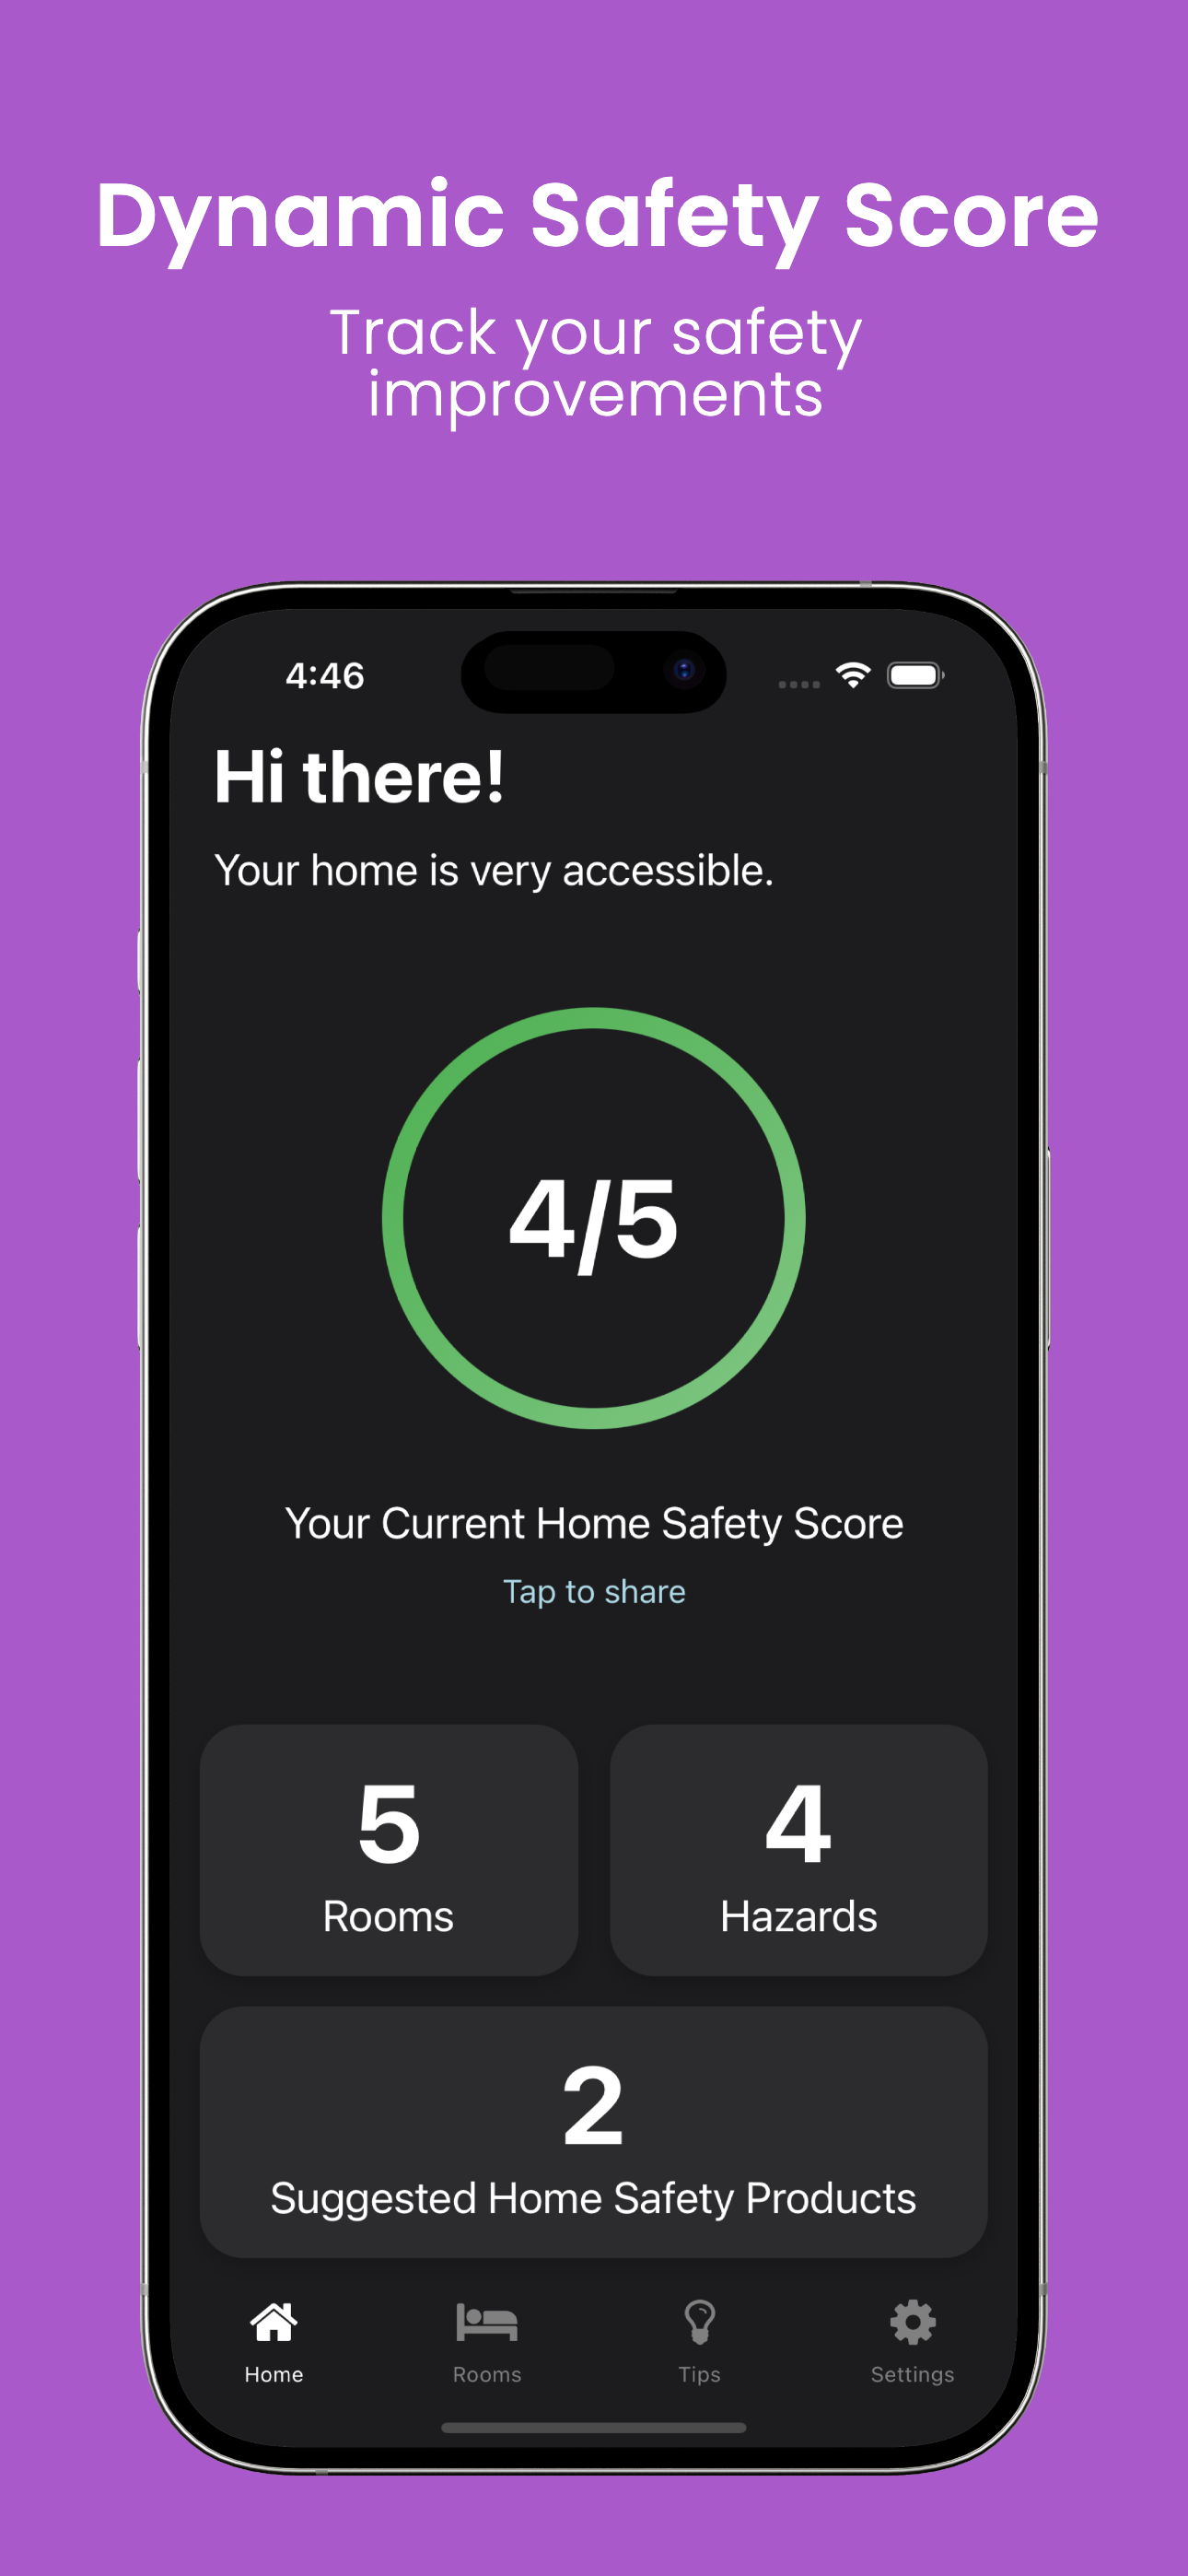 Dynamic Safety Score
Track your safety
improvements
4:46
Hi there!
Your home is very accessible.
4/5
Your Current Home Safety Score
Tap to share
5
Rooms
4
Hazards
2
Suggested Home Safety Products
Home
Rooms
Tips
Settings